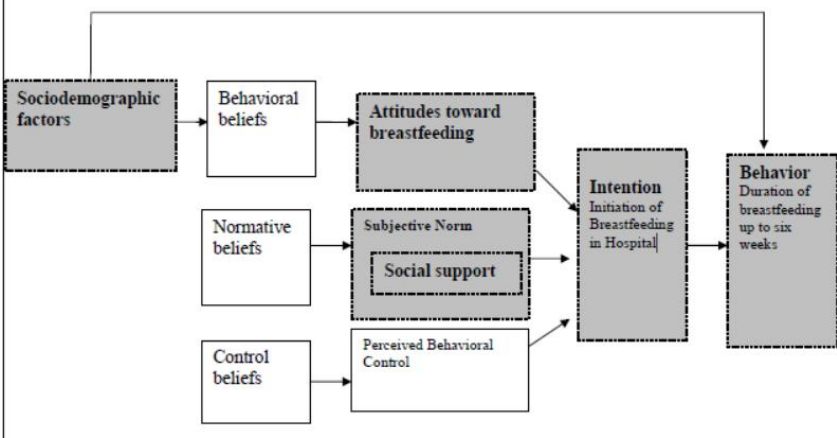 Sociodemographic
factors
Behavioral
beliefs
Attitudes toward
breastfeeding
Normative
beliefs
Subjective Norm
Social support
Control
beliefs
Perceived Behavioral
Control
Intention
Initiation of
Breastfeeding
in Hospital
Behavior
Duration of
breastfeeding
up to six
weeks